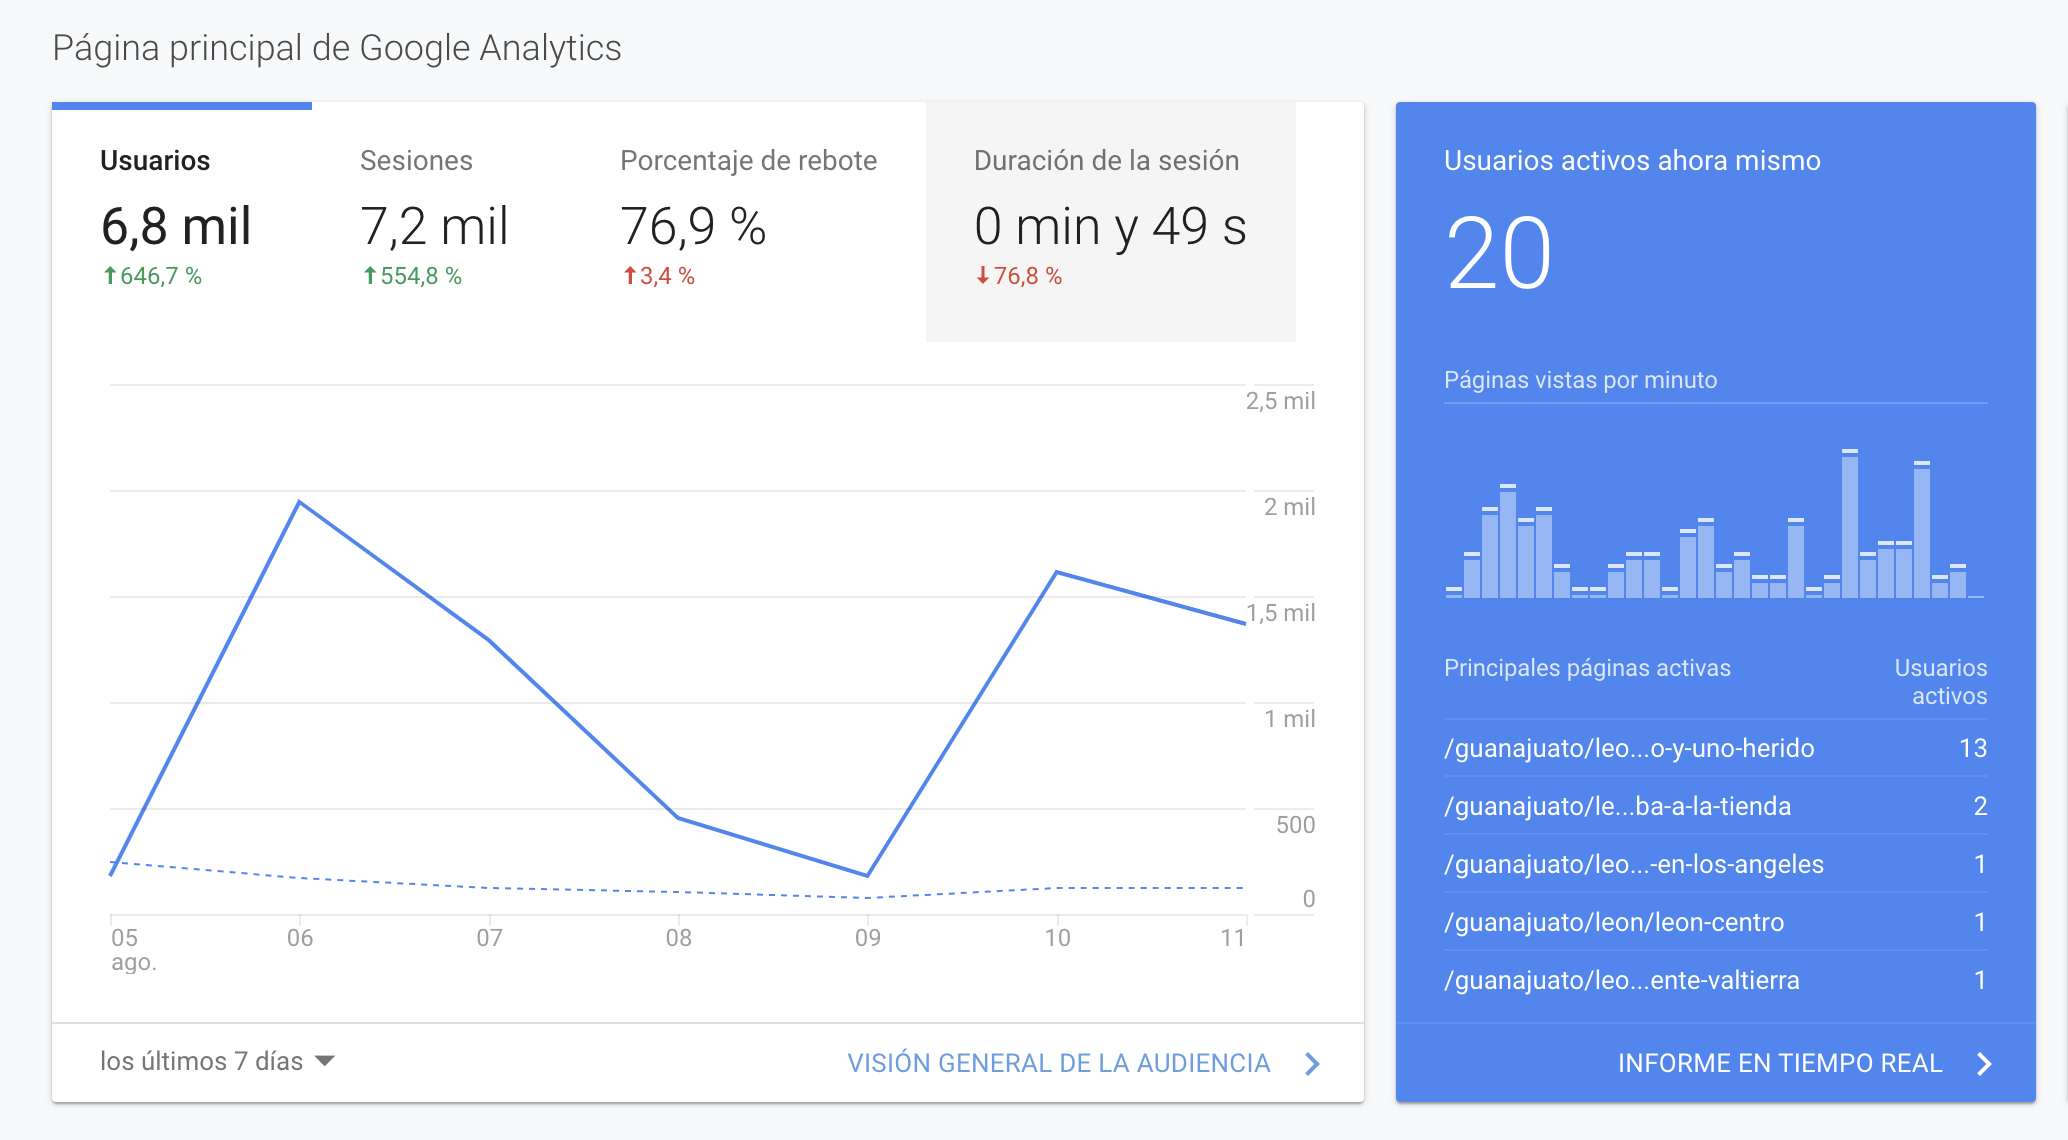 Página principal de Google Analytics
Usuarios
6,8 mil
↑646,7 %
Sesiones
7,2 mil
↑554,8 %
Porcentaje de rebote
76,9 %
↑3,4 %
Duración de la sesión
0 min y 49 s
↓76,8 %
2,5 mil
2 mil
1,5 mil
1 mil
500
0
05 06 07 08 09 10 11
ago.
los últimos 7 días
VISIÓN GENERAL DE LA AUDIENCIA
Usuarios activos ahora mismo
20
Páginas vistas por minuto
Principales páginas activas Usuarios
activos
/guanajuato/leo...o-y-uno-herido 13
/guanajuato/le...ba-a-la-tienda 2
/guanajuato/leo...-en-los-angeles 1
/guanajuato/leon/leon-centro 1
/guanajuato/leo...ente-valtierra 1
INFORME EN TIEMPO REAL